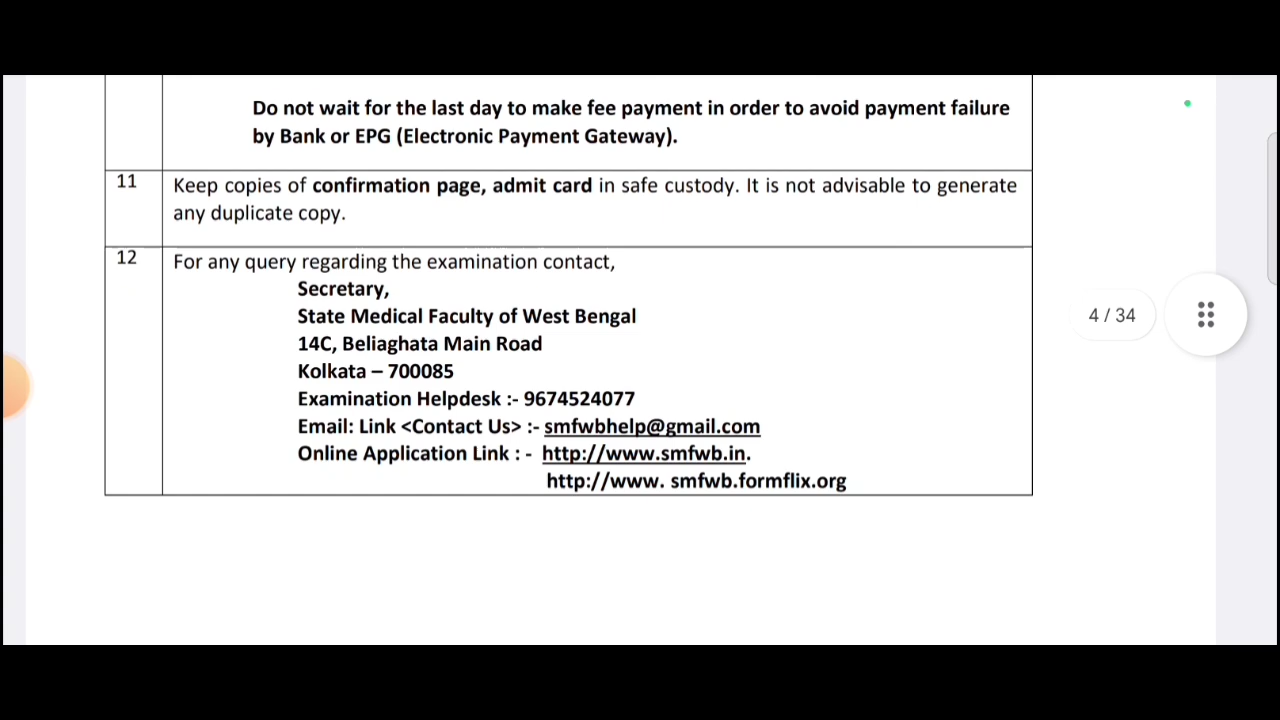 Do not wait for the last day to make fee payment in order to avoid payment failure
by Bank or EPG (Electronic Payment Gateway).
11
Keep copies of confirmation page, admit card in safe custody. It is not advisable to generate
any duplicate copy.
12
For any query regarding the examination contact,
Secretary,
State Medical Faculty of West Bengal
14C, Beliaghata Main Road
Kolkata – 700085
Examination Helpdesk :- 9674524077
Email: Link <Contact Us> :- smfwbhelp@gmail.com
Online Application Link : - http://www.smfwb.in.
http://www. smfwb.formflix.org
4 / 34